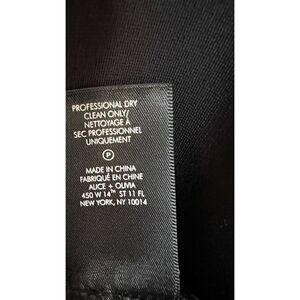 PROFESSIONAL DRY
CLEAN ONLY/
NETTOYAGE À
SEC PROFESSIONNEL
UNIQUEMENT
P
MADE IN CHINA
FABRIQUÉ EN CHINE
ALICE + OLIVIA
450 W 14TH ST 11 FL
NEW YORK, NY 10014